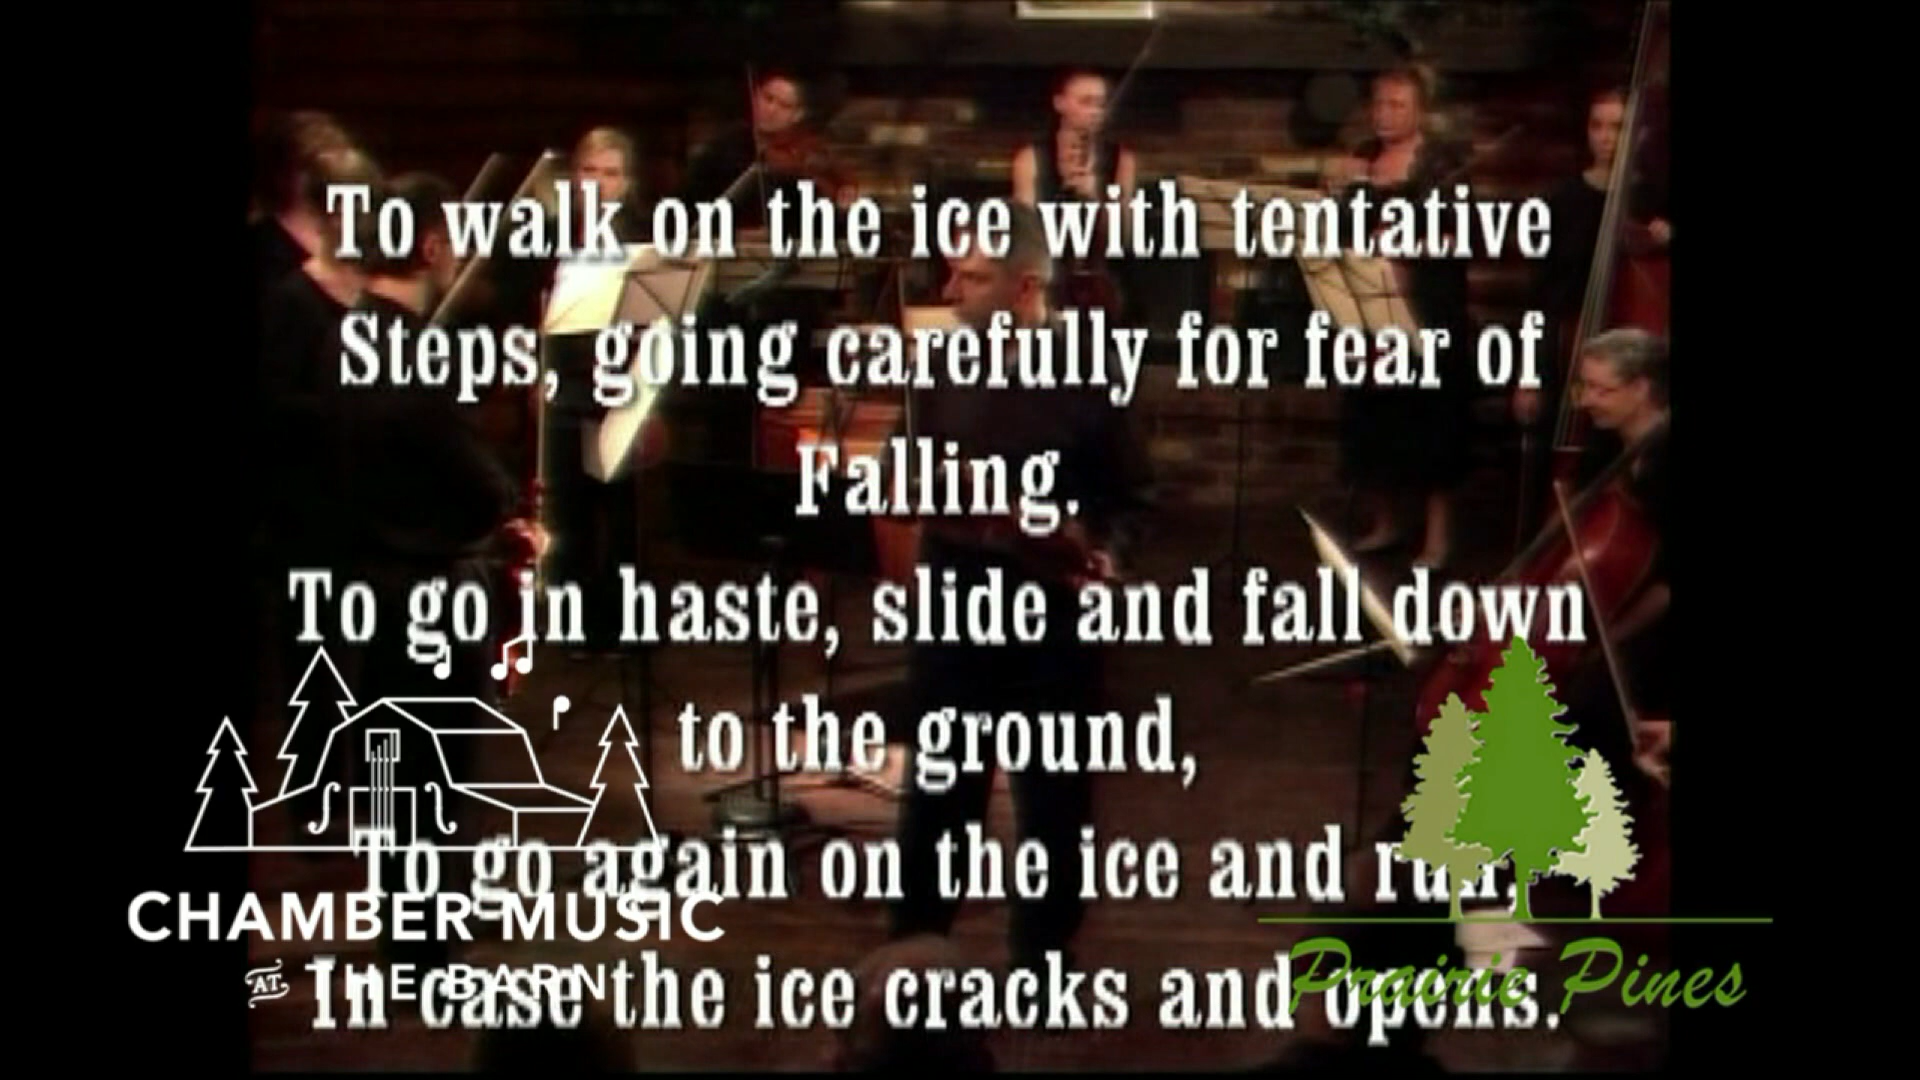 To walk on the ice with tentative
Steps, going carefully for fear of
Falling.
To go in haste, slide and fall down
to the ground,
To go again on the ice and run,
In case the ice cracks and opens.
CHAMBER MUSIC
AT THE BARN
Prairie Pines